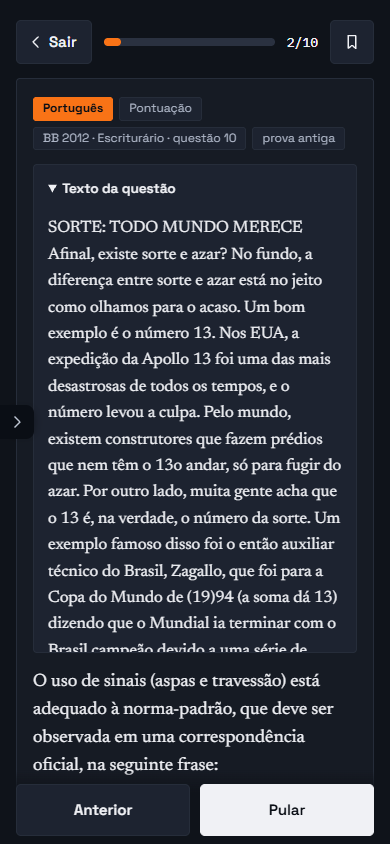 Sair
2/10
Português
Pontuação
BB 2012 · Escriturário · questão 10
prova antiga
▼ Texto da questão
SORTE: TODO MUNDO MERECE
Afinal, existe sorte e azar? No fundo, a
diferença entre sorte e azar está no jeito
como olhamos para o acaso. Um bom
exemplo é o número 13. Nos EUA, a
expedição da Apollo 13 foi uma das mais
desastrosas de todos os tempos, e o
número levou a culpa. Pelo mundo,
existem construtores que fazem prédios
que nem têm o 13o andar, só para fugir do
azar. Por outro lado, muita gente acha que
o 13 é, na verdade, o número da sorte. Um
exemplo famoso disso foi o então auxiliar
técnico do Brasil, Zagallo, que foi para a
Copa do Mundo de (19)94 (a soma dá 13)
dizendo que o Mundial ia terminar com o
Brasil campeão devido a uma série de
O uso de sinais (aspas e travessão) está
adequado à norma-padrão, que deve ser
observada em uma correspondência
oficial, na seguinte frase:
Anterior
Pular